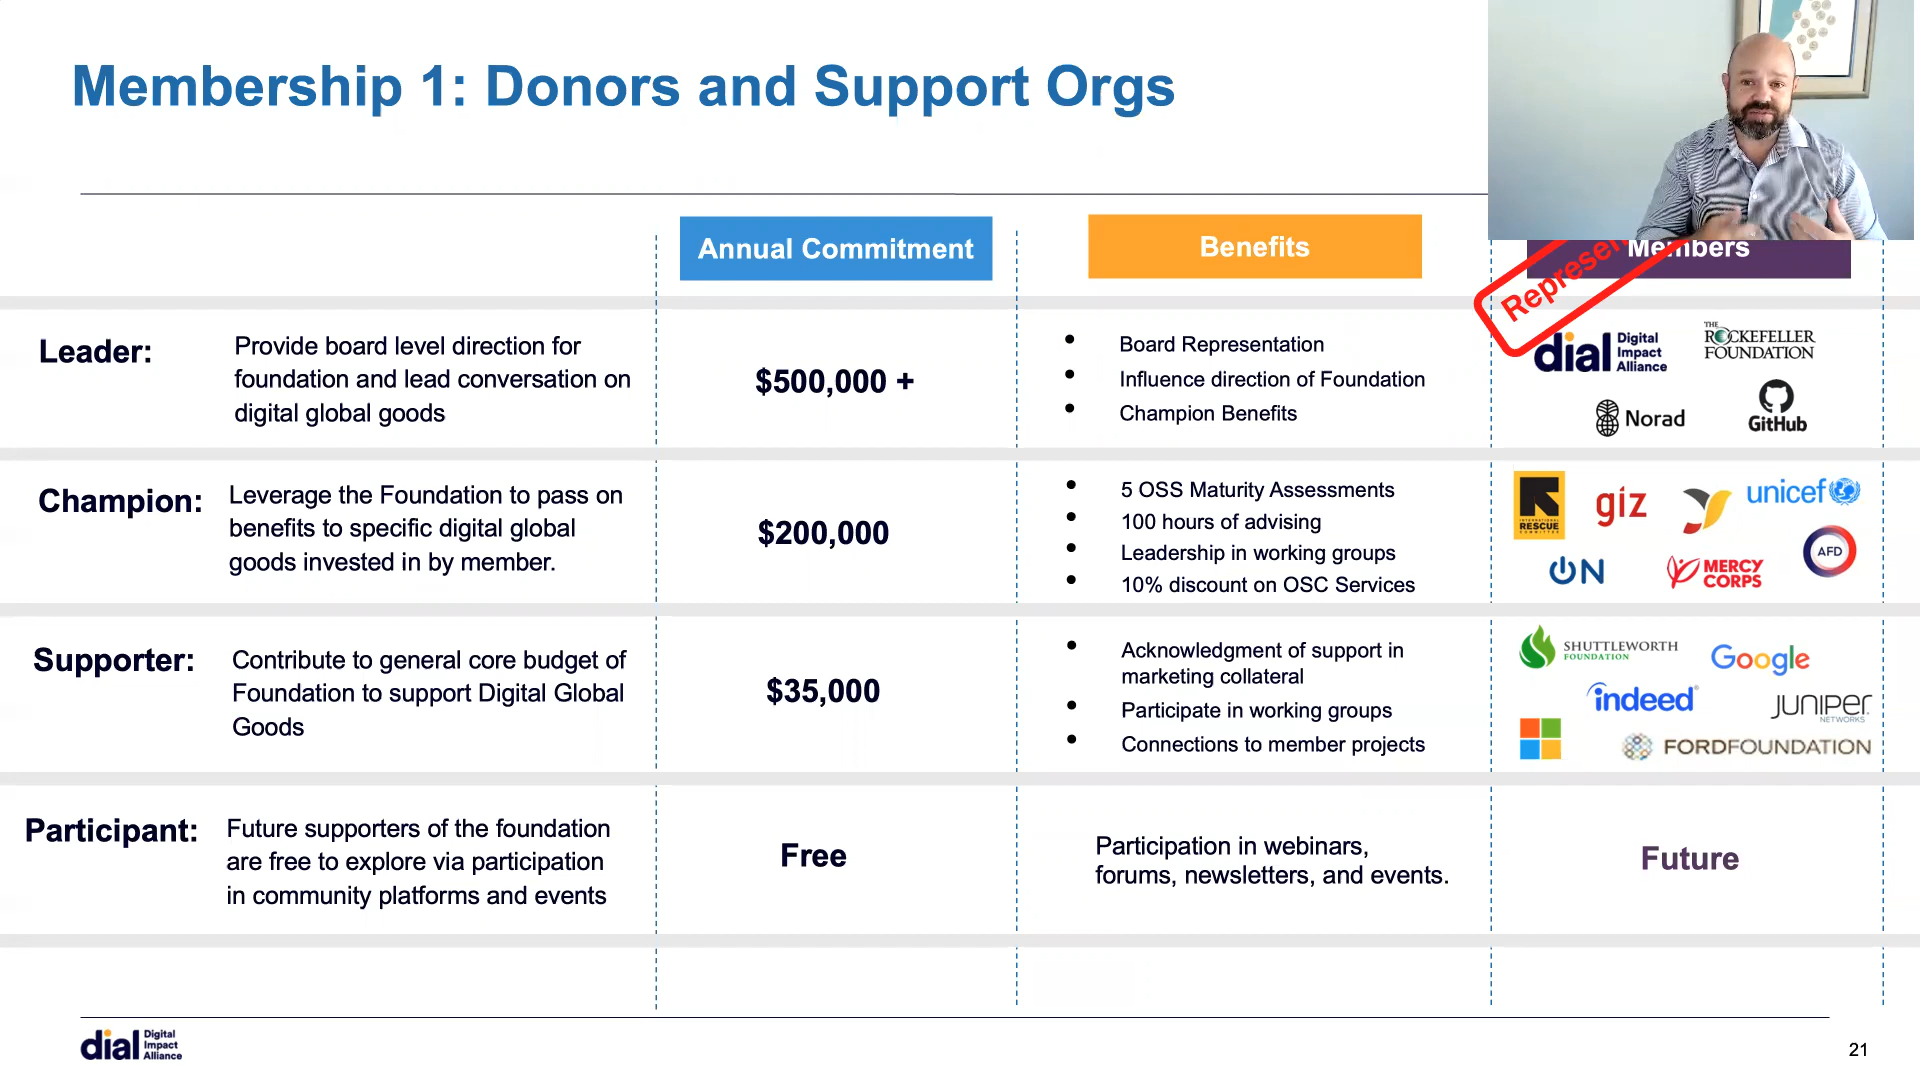 Membership 1: Donors and Support Orgs
Annual Commitment
Benefits
Members
Leader:
Provide board level direction for
foundation and lead conversation on
digital global goods
$500,000 +
• Board Representation
• Influence direction of Foundation
• Champion Benefits
dial Digital
Impact
Alliance
THE
ROCKEFELLER
FOUNDATION
Norad
GitHub
Champion:
Leverage the Foundation to pass on
benefits to specific digital global
goods invested in by member.
$200,000
• 5 OSS Maturity Assessments
• 100 hours of advising
• Leadership in working groups
• 10% discount on OSC Services
INTERNATIONAL
RESCUE
COMMITTEE
giz
unicef
ON
MERCY
CORPS
AFD
Supporter:
Contribute to general core budget of
Foundation to support Digital Global
Goods
$35,000
• Acknowledgment of support in
marketing collateral
• Participate in working groups
• Connections to member projects
SHUTTLEWORTH
FOUNDATION
Google
indeed
JUNIPER
NETWORKS
FORDFOUNDATION
Participant:
Future supporters of the foundation
are free to explore via participation
in community platforms and events
Free
Participation in webinars,
forums, newsletters, and events.
Future
dial Digital
Impact
Alliance
21